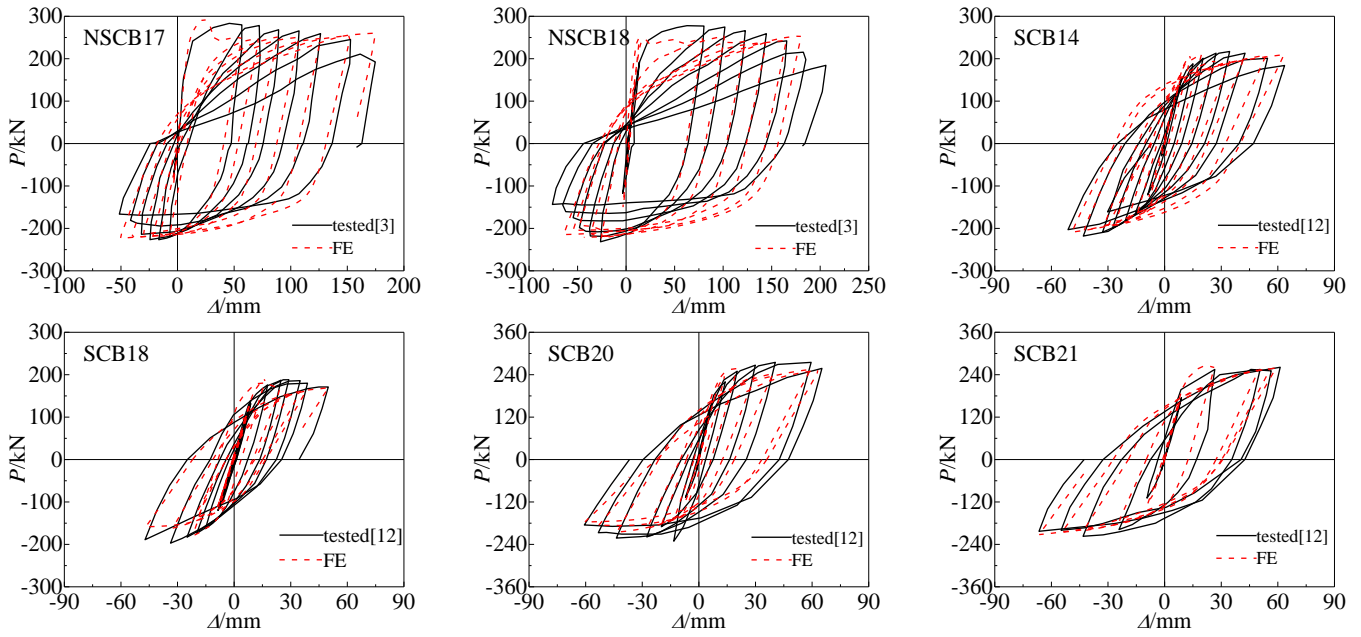 300
200
100
0
-100
-200
-300
P/kN
NSCB17
tested[3]
FE
-100 -50 0 50 100 150 200
Δ/mm
300
200
100
0
-100
-200
-300
P/kN
NSCB18
tested[3]
FE
-100 -50 0 50 100 150 200 250
Δ/mm
300
200
100
0
-100
-200
-300
P/kN
SCB14
tested[12]
FE
-90 -60 -30 0 30 60 90
Δ/mm
300
200
100
0
-100
-200
-300
P/kN
SCB18
tested[12]
FE
-90 -60 -30 0 30 60 90
Δ/mm
360
240
120
0
-120
-240
-360
P/kN
SCB20
tested[12]
FE
-90 -60 -30 0 30 60 90
Δ/mm
360
240
120
0
-120
-240
-360
P/kN
SCB21
tested[12]
FE
-90 -60 -30 0 30 60 90
Δ/mm